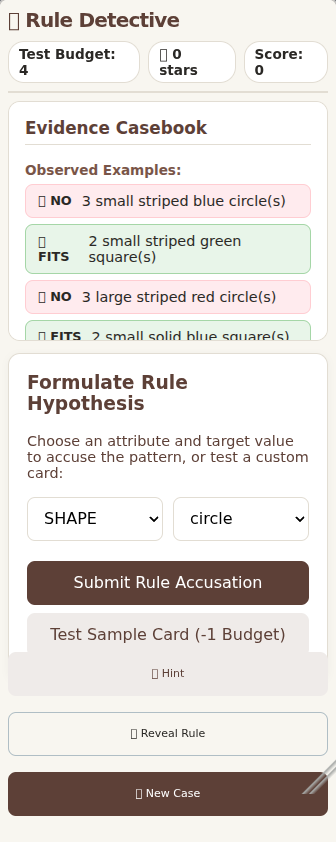 Rule Detective
Test Budget:
4
0
stars
Score:
0
Evidence Casebook
Observed Examples:
NO 3 small striped blue circle(s)
FITS
2 small striped green
square(s)
NO 3 large striped red circle(s)
FITS 2 small solid blue square(s)
Formulate Rule
Hypothesis
Choose an attribute and target value
to accuse the pattern, or test a custom
card:
SHAPE
circle
Submit Rule Accusation
Test Sample Card (-1 Budget)
Hint
Reveal Rule
New Case